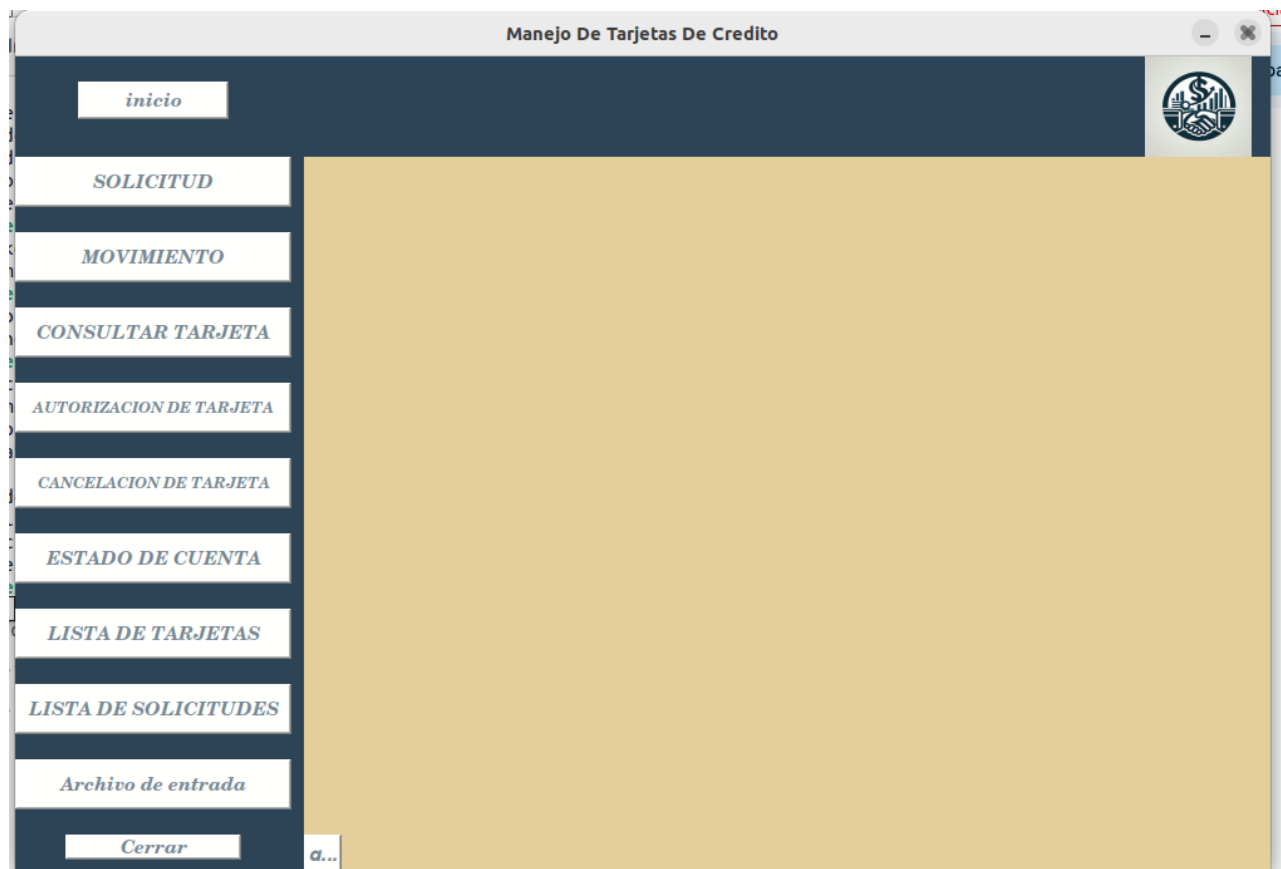 Manejo De Tarjetas De Credito
inicio
SOLICITUD
MOVIMIENTO
CONSULTAR TARJETA
AUTORIZACION DE TARJETA
CANCELACION DE TARJETA
ESTADO DE CUENTA
LISTA DE TARJETAS
LISTA DE SOLICITUDES
Archivo de entrada
Cerrar
a...